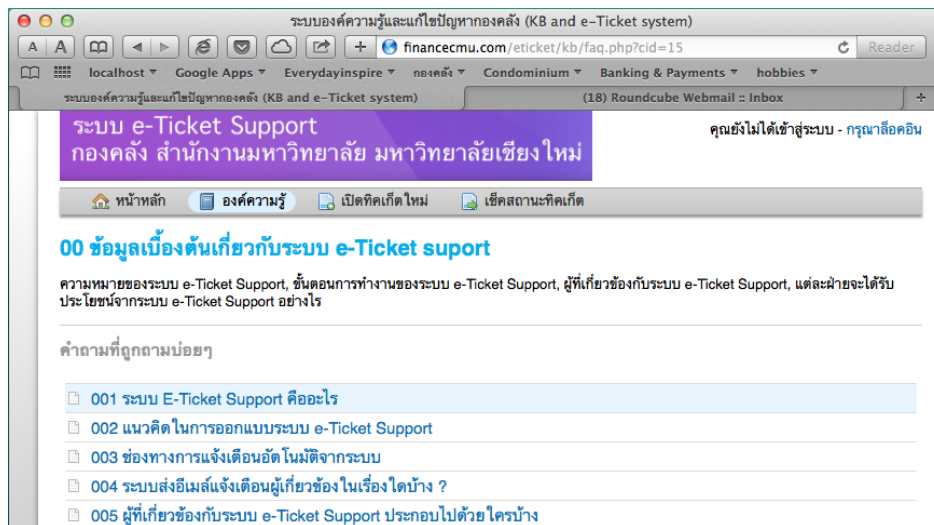 ระบบองค์ความรู้และแก้ไขปัญหากองคลัง (KB and e-Ticket system)
A A financecmu.com/eticket/kb/faq.php?cid=15 Reader
localhost Google Apps Everydayinspire กองคลัง Condominium Banking & Payments hobbies
ระบบองค์ความรู้และแก้ไขปัญหากองคลัง (KB and e-Ticket system) (18) Roundcube Webmail :: Inbox
ระบบ e-Ticket Support
กองคลัง สำนักงานมหาวิทยาลัย มหาวิทยาลัยเชียงใหม่
คุณยังไม่ได้เข้าสู่ระบบ - กรุณาล็อคอิน
หน้าหลัก องค์ความรู้ เปิดทิคเก็ตใหม่ เช็คสถานะทิคเก็ต
00 ข้อมูลเบื้องต้นเกี่ยวกับระบบ e-Ticket suport
ความหมายของระบบ e-Ticket Support, ขั้นตอนการทำงานของระบบ e-Ticket Support, ผู้ที่เกี่ยวข้องกับระบบ e-Ticket Support, แต่ละฝ่ายจะได้รับ
ประโยชน์จากระบบ e-Ticket Support อย่างไร
คำถามที่ถูกถามบ่อยๆ
001 ระบบ E-Ticket Support คืออะไร
002 แนวคิดในการออกแบบระบบ e-Ticket Support
003 ช่องทางการแจ้งเตือนอัตโนมัติจากระบบ
004 ระบบส่งอีเมล์แจ้งเตือนผู้เกี่ยวข้องในเรื่องใดบ้าง ?
005 ผู้ที่เกี่ยวข้องกับระบบ e-Ticket Support ประกอบไปด้วยใครบ้าง